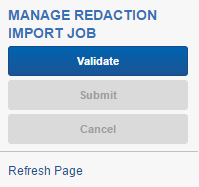 MANAGE REDACTION
IMPORT JOB
Validate
Submit
Cancel
Refresh Page